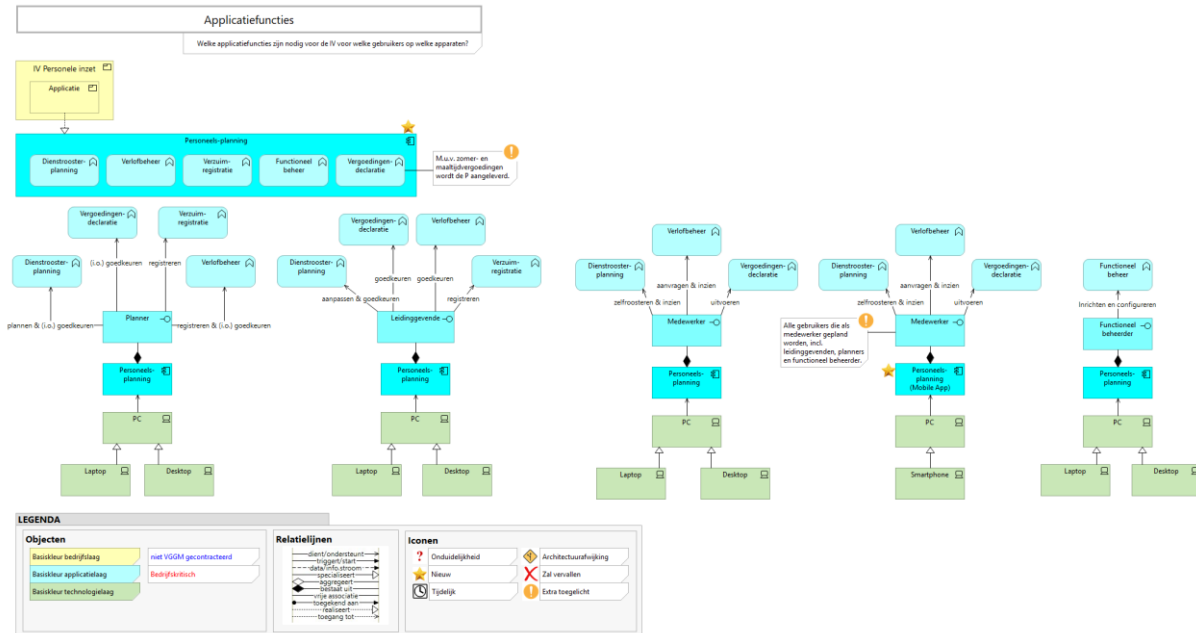 Applicatiefuncties
Welke applicatiefuncties zijn nodig voor de IV voor welke gebruikers op welke apparaten?
IV Personele inzet
Applicatie
Personeels-planning
Dienstrooster-
planning
Verlofbeheer
Verzuim-
registratie
Functioneel
beheer
Vergoedingen-
declaratie
M.u.v. zomer- en
maaltijdvergoedingen
wordt de P aangeleverd.
Vergoedingen-
declaratie
Verzuim-
registratie
Dienstrooster-
planning
(i.o.) goedkeuren
registreren
Verlofbeheer
plannen & (i.o.) goedkeuren
Planner
registreren & (i.o.) goedkeuren
Personeels-
planning
PC
Laptop
Desktop
Vergoedingen-
declaratie
Verlofbeheer
Dienstrooster-
planning
Verzuim-
registratie
goedkeuren
goedkeuren
aanpassen & goedkeuren
registreren
Leidinggevende
Personeels-
planning
PC
Laptop
Desktop
Verlofbeheer
Dienstrooster-
planning
Vergoedingen-
declaratie
aanvragen & inzien
zelfroosteren & inzien
uitvoeren
Medewerker
Personeels-
planning
PC
Laptop
Desktop
Verlofbeheer
Dienstrooster-
planning
Vergoedingen-
declaratie
aanvragen & inzien
zelfroosteren & inzien
uitvoeren
Alle gebruikers die als
medewerker gepland
worden, incl.
leidinggevenden, planners
en functioneel beheerder.
Medewerker
Personeels-
planning
(Mobile App)
PC
Smartphone
Functioneel
beheer
Inrichten en configureren
Functioneel
beheerder
Personeels-
planning
PC
Laptop
Desktop
LEGENDA
Objecten
Basiskleur bedrijfslaag
niet VGGM gecontracteerd
Basiskleur applicatielaag
Bedrijfskritisch
Basiskleur technologielaag
Relatielijnen
dient/ondersteunt
triggert/start
data/info.stroom
specialiseert
aggregeert
bestaat uit
vrije associatie
toegekend aan
realiseert
toegang tot
Iconen
? Onduidelijkheid
Architectuurafwijking
Nieuw
Zal vervallen
Tijdelijk
Extra toegelicht